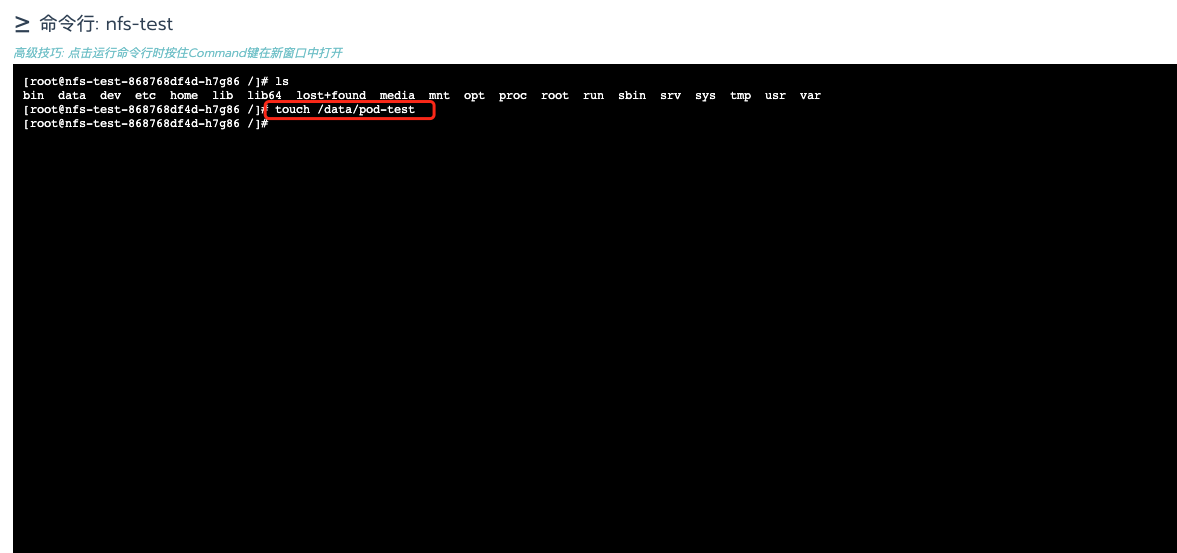 ≥ 命令行: nfs-test
高级技巧: 点击运行命令行时按住Command键在新窗口中打开
[root@nfs-test-868768df4d-h7g86 /]# ls
bin  data  dev  etc  home  lib  lib64  lost+found  media  mnt  opt  proc  root  run  sbin  srv  sys  tmp  usr  var
[root@nfs-test-868768df4d-h7g86 /]# touch /data/pod-test
[root@nfs-test-868768df4d-h7g86 /]#